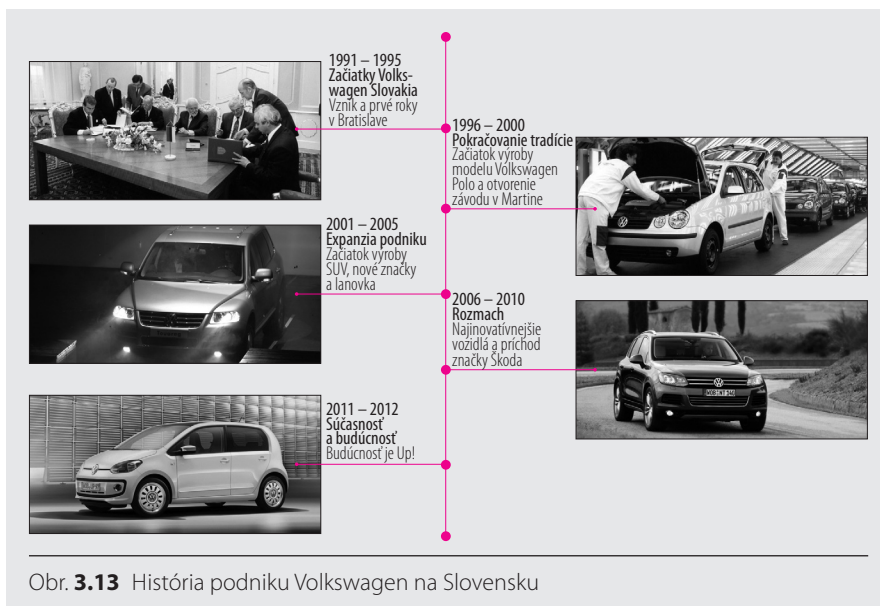 1991 – 1995
Začiatky Volks-
wagen Slovakia
Vznik a prvé roky
v Bratislave
1996 – 2000
Pokračovanie tradície
Začiatok výroby
modelu Volkswagen
Polo a otvorenie
závodu v Martine
2001 – 2005
Expanzia podniku
Začiatok výroby
SUV, nové značky
a lanovka
2006 – 2010
Rozmach
Najinovatívnejšie
vozidlá a príchod
značky Škoda
2011 – 2012
Súčasnosť
a budúcnosť
Budúcnosť je Up!
Obr. 3.13 História podniku Volkswagen na Slovensku